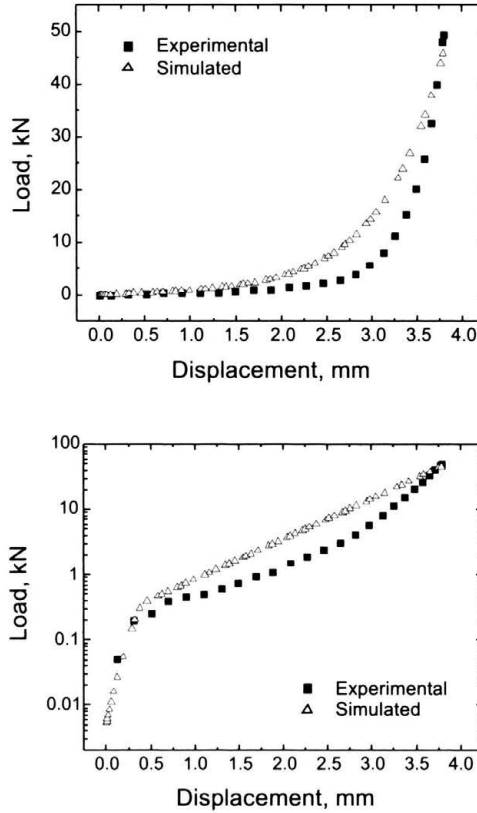 50
40
30
20
10
0
Load, kN
Experimental
Simulated
0.0 0.5 1.0 1.5 2.0 2.5 3.0 3.5 4.0
Displacement, mm
100
10
1
0.1
0.01
Load, kN
Experimental
Simulated
0.0 0.5 1.0 1.5 2.0 2.5 3.0 3.5 4.0
Displacement, mm